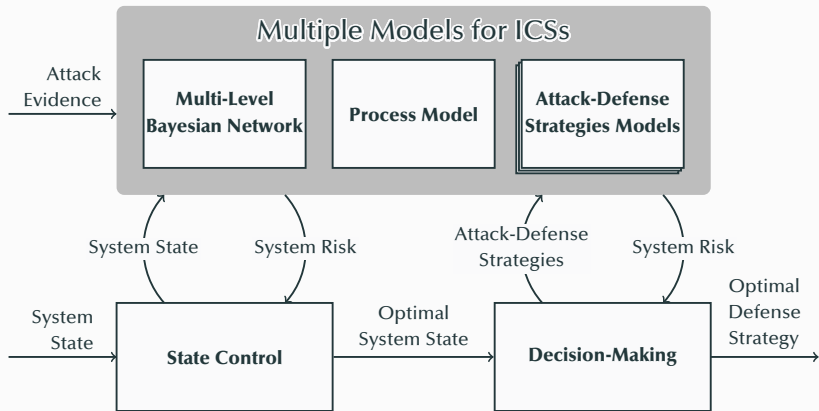 Multiple Models for ICSs
Attack
Evidence
Multi-Level
Bayesian Network
Process Model
Attack-Defense
Strategies Models
System State
System Risk
Attack-Defense
Strategies
System Risk
System
State
State Control
Optimal
System State
Decision-Making
Optimal
Defense
Strategy